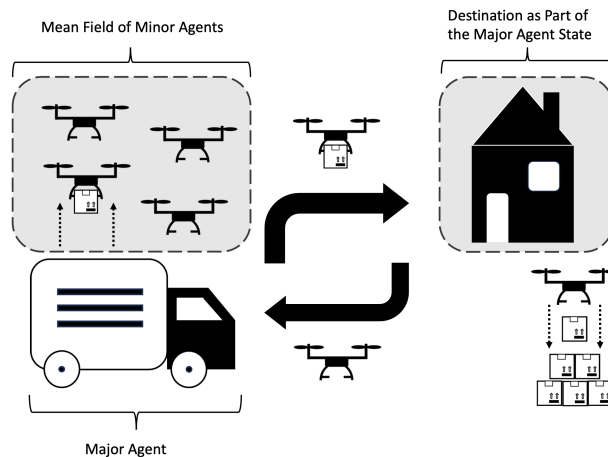 Mean Field of Minor Agents
Destination as Part of
the Major Agent State
Major Agent